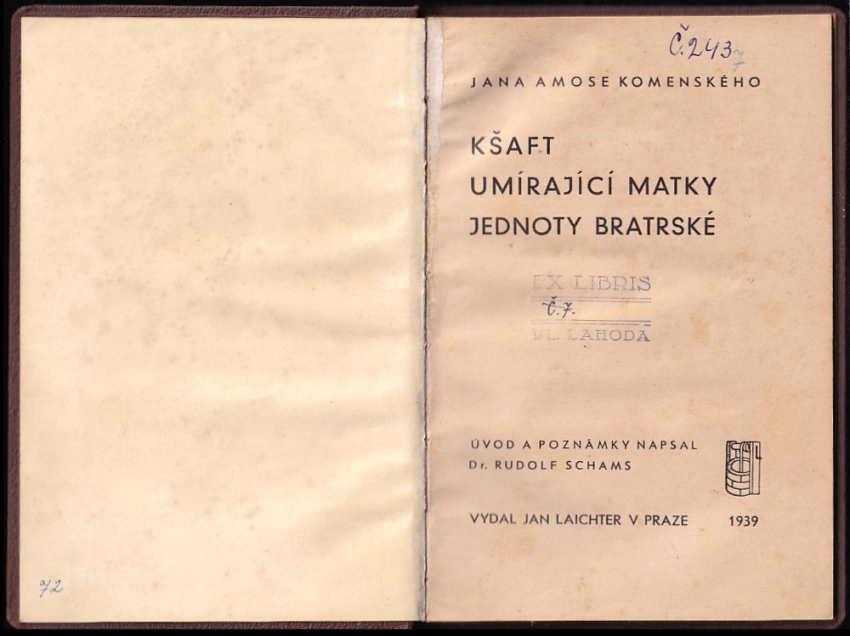 72
Č.243
JANA AMOSE KOMENSKÉHO
KŠAFT
UMÍRAJÍCÍ MATKY
JEDNOTY BRATRSKÉ
EX LIBRIS
Č.7.
VL. LAHODA
ÚVOD A POZNÁMKY NAPSAL
Dr. RUDOLF SCHAMS
VYDAL JAN LAICHTER V PRAZE 1939